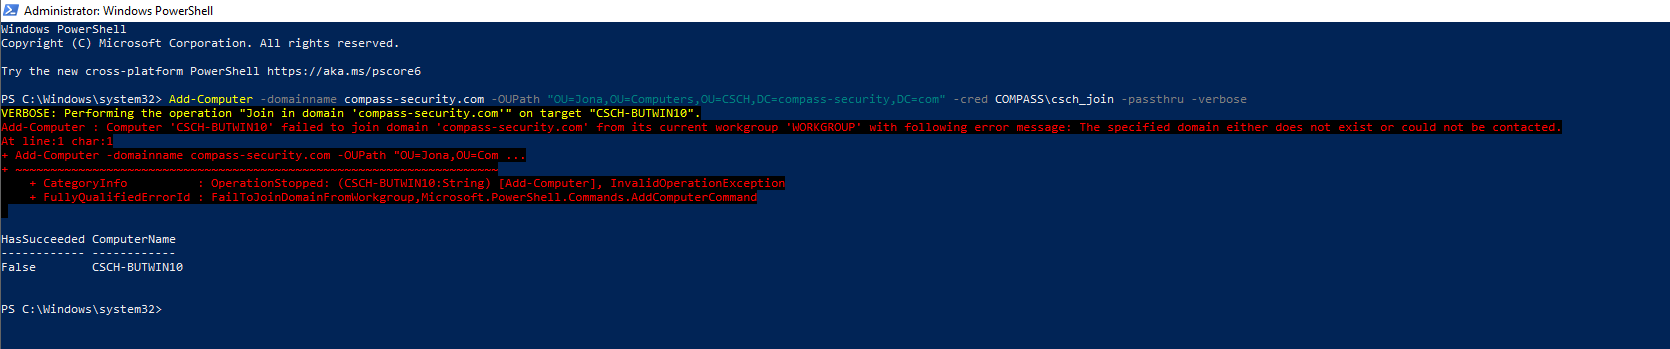 Administrator: Windows PowerShell
Windows PowerShell
Copyright (C) Microsoft Corporation. All rights reserved.
Try the new cross-platform PowerShell https://aka.ms/pscore6
PS C:\Windows\system32> Add-Computer -domainname compass-security.com -OUPath "OU=Jona,OU=Computers,OU=CSCH,DC=compass-security,DC=com" -cred COMPASS\csch_join -passthru -verbose
VERBOSE: Performing the operation "Join in domain 'compass-security.com'" on target "CSCH-BUTWIN10".
Add-Computer : Computer 'CSCH-BUTWIN10' failed to join domain 'compass-security.com' from its current workgroup 'WORKGROUP' with following error message: The specified domain either does not exist or could not be contacted.
At line:1 char:1
+ Add-Computer -domainname compass-security.com -OUPath "OU=Jona,OU=Com ...
+ ~~~~~~~~~~~~~~~~~~~~~~~~~~~~~~~~~~~~~~~~~~~~~~~~~~~~~~~~~~~~~~~~~~~~~
+ CategoryInfo          : OperationStopped: (CSCH-BUTWIN10:String) [Add-Computer], InvalidOperationException
+ FullyQualifiedErrorId : FailToJoinDomainFromWorkgroup,Microsoft.PowerShell.Commands.AddComputerCommand
HasSucceeded ComputerName
------------ ------------
False        CSCH-BUTWIN10
PS C:\Windows\system32>